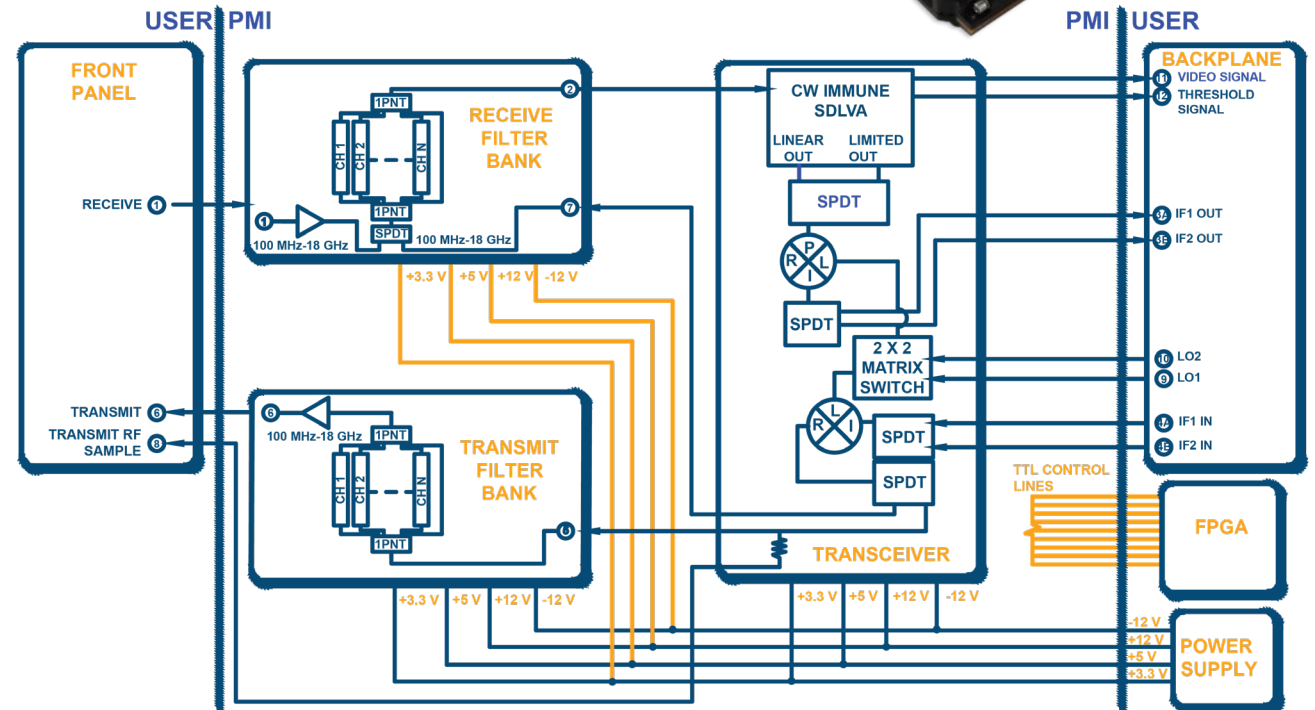 USER PMI
PMI USER
FRONT
PANEL
RECEIVE 1
TRANSMIT 6
TRANSMIT RF
SAMPLE 8
1PNT
2
RECEIVE
FILTER
BANK
CH 1
CH 2
CH N
1PNT
1
SPDT
7
100 MHz-18 GHz
100 MHz-18 GHz
+3.3 V
+5 V
+12 V
-12 V
6
100 MHz-18 GHz
1PNT
TRANSMIT
FILTER
BANK
CH 1
CH 2
CH N
1PNT
+3.3 V
+5 V
+12 V
-12 V
CW IMMUNE
SDLVA
LINEAR
OUT
LIMITED
OUT
SPDT
P
R
L
I
SPDT
2 X 2
MATRIX
SWITCH
L
R
I
SPDT
SPDT
TRANSCEIVER
+3.3 V
+5 V
+12 V
-12 V
BACKPLANE
11 VIDEO SIGNAL
12 THRESHOLD
SIGNAL
IF1 OUT
IF2 OUT
10 LO2
9 LO1
IF1 IN
IF2 IN
TTL CONTROL
LINES
FPGA
-12 V
+12 V
+5 V
+3.3 V
POWER
SUPPLY